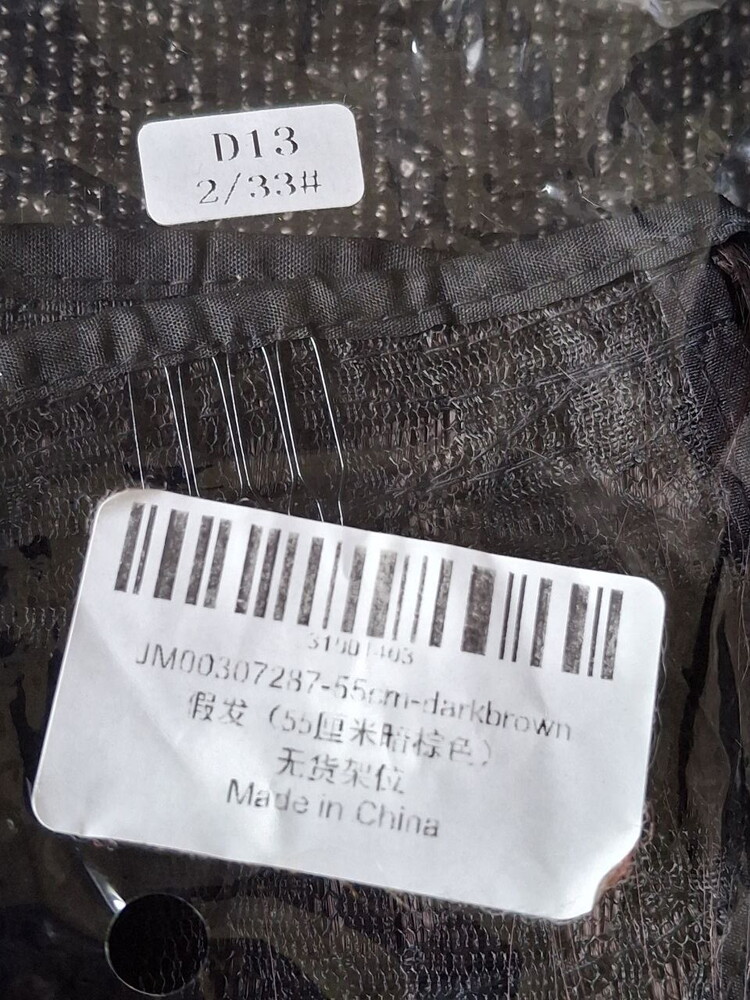 D13
2/33#
31901403
JM00307287-55cm-darkbrown
假发（55厘米暗棕色）
无货架位
Made in China